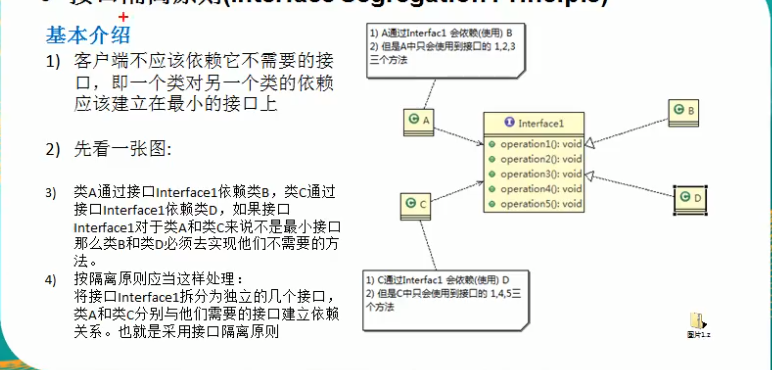 接口隔离原则(Interface Segregation Principle)
基本介绍
1) 客户端不应该依赖它不需要的接
口，即一个类对另一个类的依赖
应该建立在最小的接口上
2) 先看一张图:
3) 类A通过接口Interface1依赖类B，类C通过
接口Interface1依赖类D，如果接口
Interface1对于类A和类C来说不是最小接口
那么类B和类D必须去实现他们不需要的方
法。
4) 按隔离原则应当这样处理：
将接口Interface1拆分为独立的几个接口，
类A和类C分别与他们需要的接口建立依赖
关系。也就是采用接口隔离原则
1) A通过Interfac1 会依赖(使用) B
2) 但是A中只会使用到接口的 1,2,3
三个方法
A
Interface1
operation1(): void
operation2(): void
operation3(): void
operation4(): void
operation5(): void
B
C
D
1) C通过Interfac1 会依赖(使用) D
2) 但是C中只会使用到接口的 1,4,5三
个方法
图片1.z